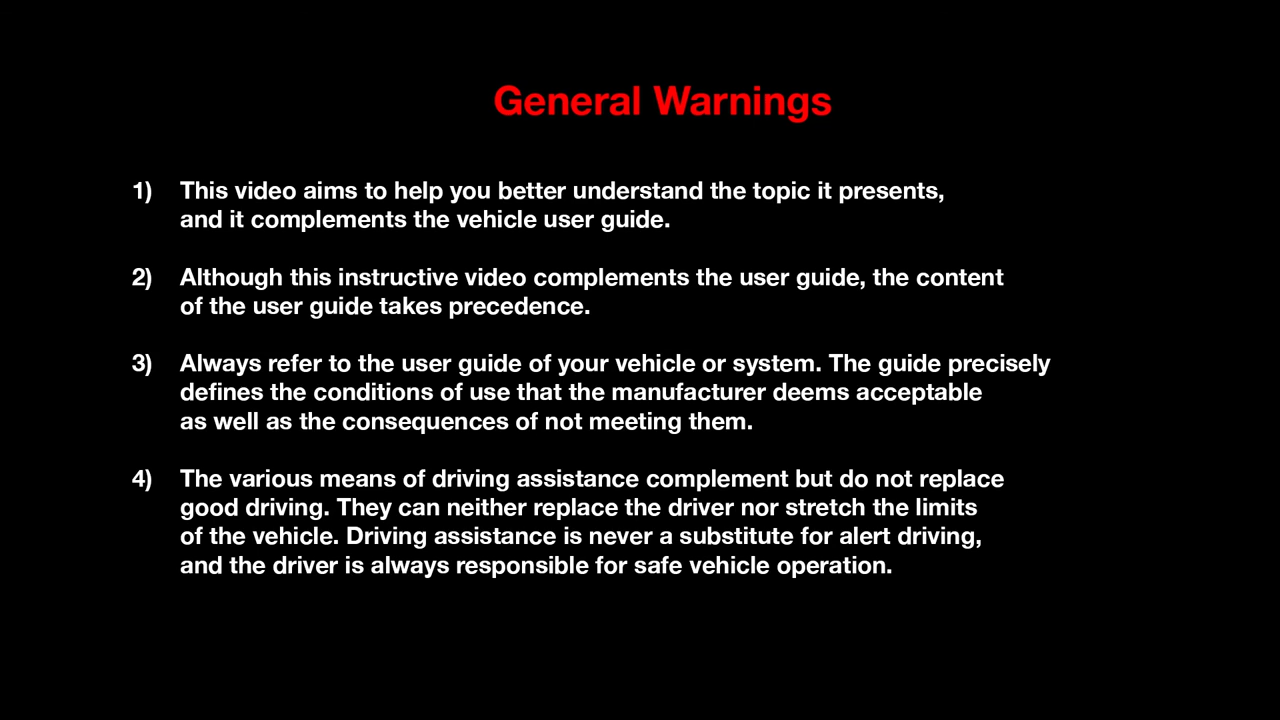 General Warnings
1) This video aims to help you better understand the topic it presents,
and it complements the vehicle user guide.
2) Although this instructive video complements the user guide, the content
of the user guide takes precedence.
3) Always refer to the user guide of your vehicle or system. The guide precisely
defines the conditions of use that the manufacturer deems acceptable
as well as the consequences of not meeting them.
4) The various means of driving assistance complement but do not replace
good driving. They can neither replace the driver nor stretch the limits
of the vehicle. Driving assistance is never a substitute for alert driving,
and the driver is always responsible for safe vehicle operation.